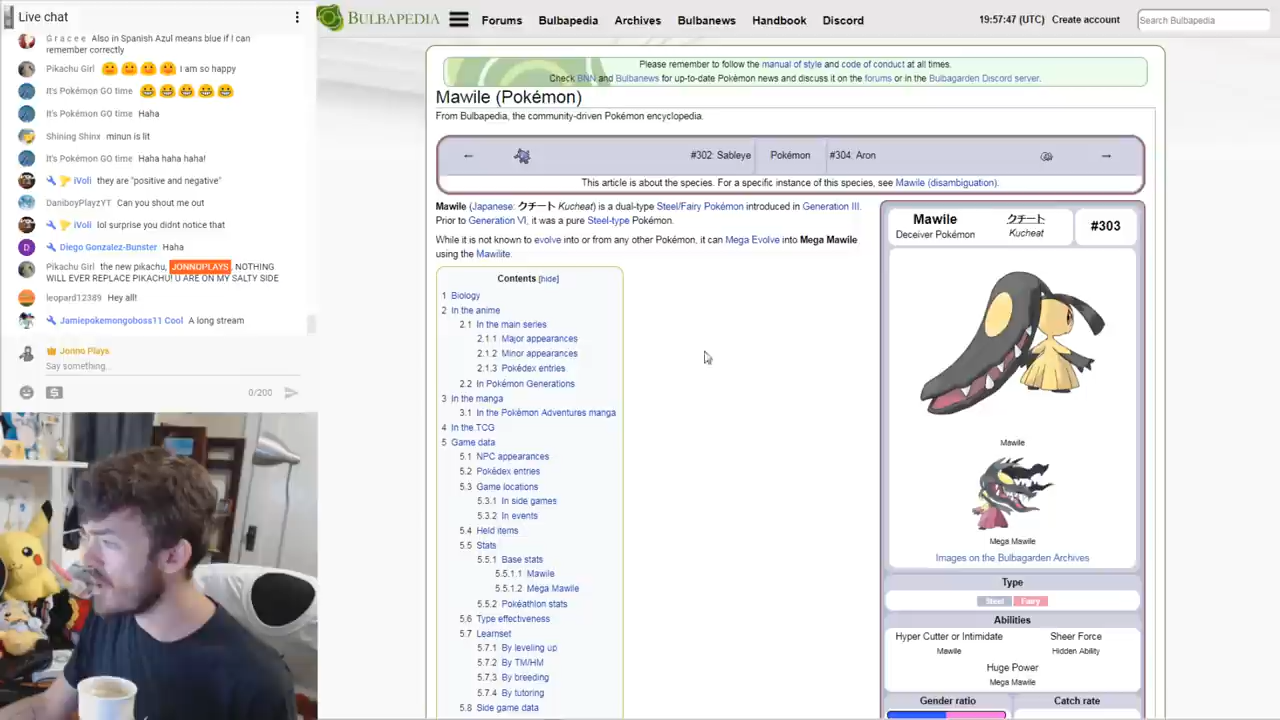 Live chat
G r a c e e Also in Spanish Azul means blue if I can
remember correctly
Pikachu Girl I am so happy
It's Pokémon GO time
It's Pokémon GO time Haha
Shining Shinx minun is lit
It's Pokémon GO time Haha haha haha!
iVoli they are "positive and negative"
DaniboyPlayzYT Can you shout me out
iVoli lol surprise you didnt notice that
D Diego Gonzalez-Bunster Haha
Pikachu Girl the new pikachu, JONNOPLAYS, NOTHING
WILL EVER REPLACE PIKACHU! U ARE ON MY SALTY SIDE
leopard12389 Hey all!
Jamiepokemongoboss11 Cool A long stream
Jonno Plays
Say something...
0/200
BULBAPEDIA Forums Bulbapedia Archives Bulbanews Handbook Discord 19:57:47 (UTC) Create account Search Bulbapedia
Please remember to follow the manual of style and code of conduct at all times.
Check BNN and Bulbanews for up-to-date Pokémon news and discuss it on the forums or in the Bulbagarden Discord server.
Mawile (Pokémon)
From Bulbapedia, the community-driven Pokémon encyclopedia.
← #302: Sableye Pokémon #304: Aron →
This article is about the species. For a specific instance of this species, see Mawile (disambiguation).
Mawile (Japanese: クチート Kucheat) is a dual-type Steel/Fairy Pokémon introduced in Generation III.
Prior to Generation VI, it was a pure Steel-type Pokémon.
While it is not known to evolve into or from any other Pokémon, it can Mega Evolve into Mega Mawile
using the Mawilite.
Contents [hide]
1 Biology
2 In the anime
2.1 In the main series
2.1.1 Major appearances
2.1.2 Minor appearances
2.1.3 Pokédex entries
2.2 In Pokémon Generations
3 In the manga
3.1 In the Pokémon Adventures manga
4 In the TCG
5 Game data
5.1 NPC appearances
5.2 Pokédex entries
5.3 Game locations
5.3.1 In side games
5.3.2 In events
5.4 Held items
5.5 Stats
5.5.1 Base stats
5.5.1.1 Mawile
5.5.1.2 Mega Mawile
5.5.2 Pokéathlon stats
5.6 Type effectiveness
5.7 Learnset
5.7.1 By leveling up
5.7.2 By TM/HM
5.7.3 By breeding
5.7.4 By tutoring
5.8 Side game data
Mawile クチート #303
Deceiver Pokémon Kucheat
Mawile
Mega Mawile
Images on the Bulbagarden Archives
Type
Steel Fairy
Abilities
Hyper Cutter or Intimidate Sheer Force
Mawile Hidden Ability
Huge Power
Mega Mawile
Gender ratio Catch rate